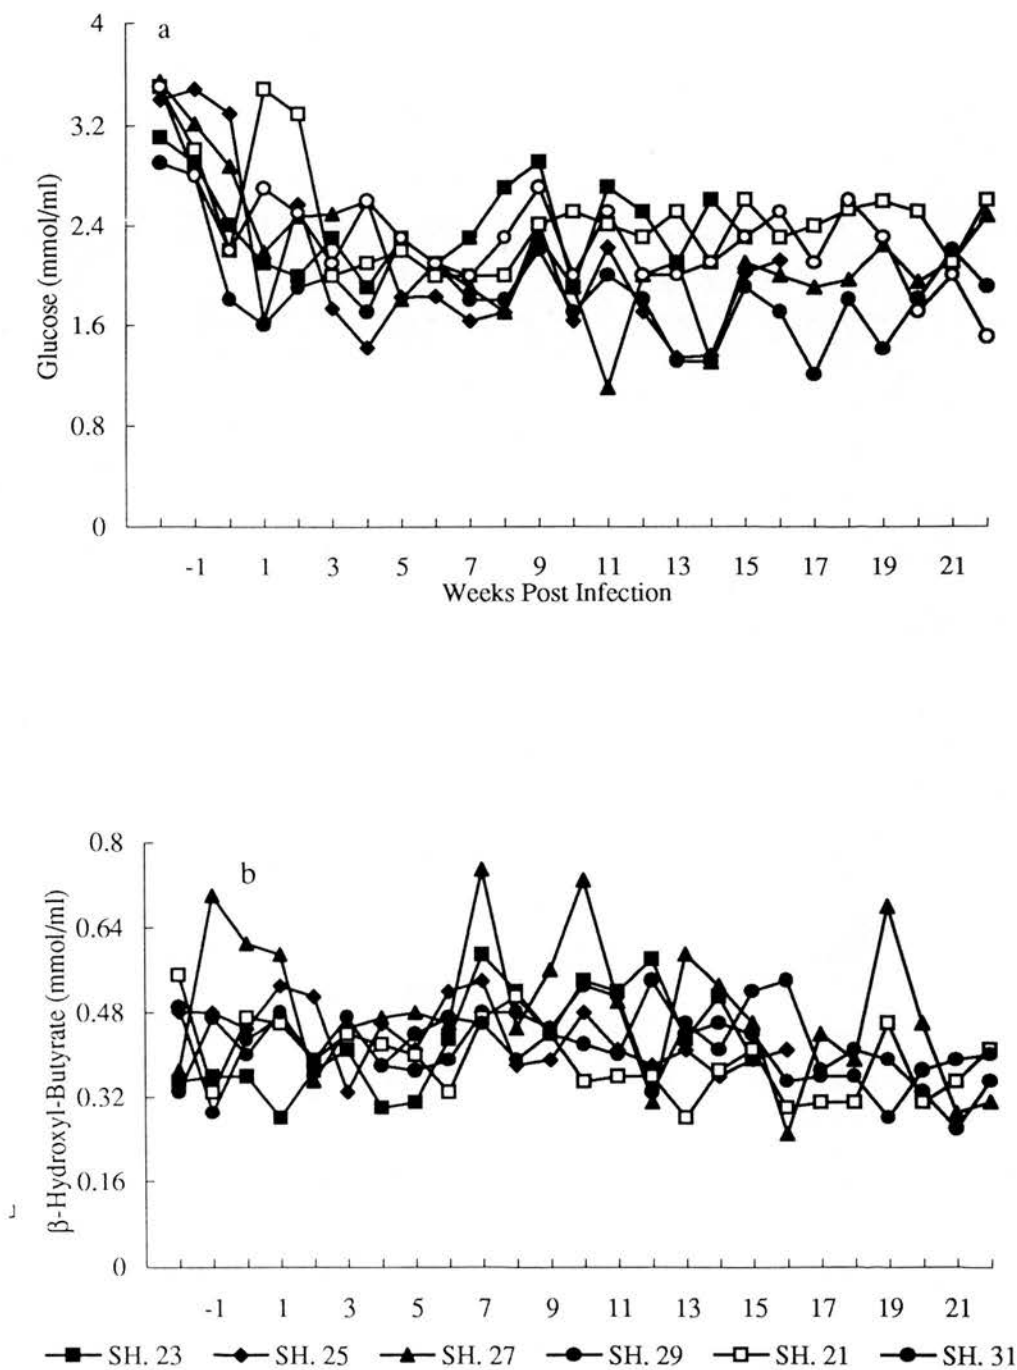 a
4
3.2
2.4
1.6
0.8
0
Glucose (mmol/ml)
-1 1 3 5 7 9 11 13 15 17 19 21
Weeks Post Infection
b
0.8
0.64
0.48
0.32
0.16
0
β-Hydroxyl-Butyrate (mmol/ml)
-1 1 3 5 7 9 11 13 15 17 19 21
SH. 23 SH. 25 SH. 27 SH. 29 SH. 21 SH. 31